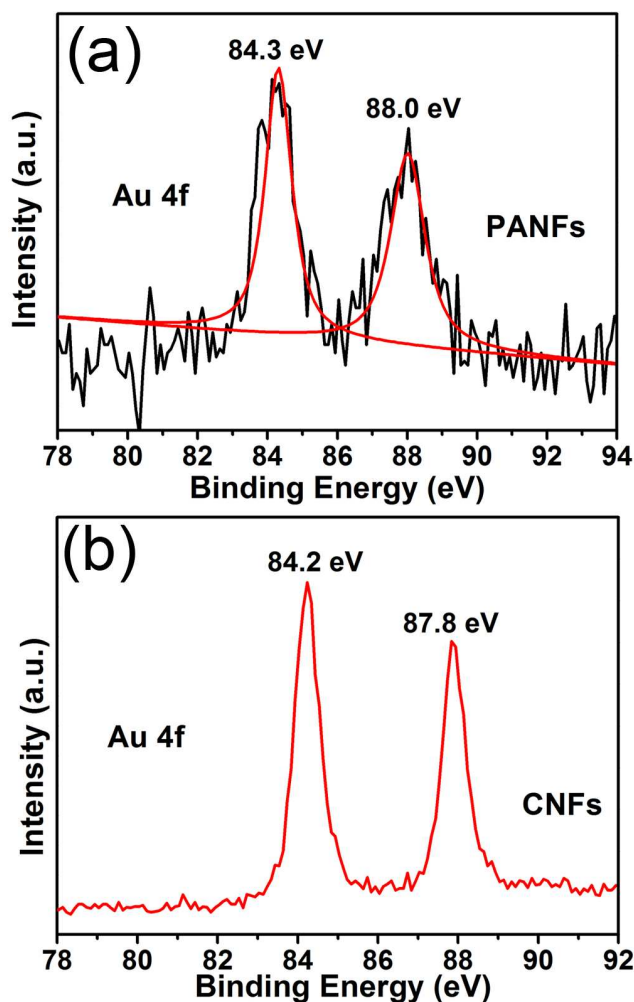 (a)
84.3 eV
88.0 eV
Au 4f
PANFs
Intensity (a.u.)
78 80 82 84 86 88 90 92 94
Binding Energy (eV)
(b)
84.2 eV
87.8 eV
Au 4f
CNFs
Intensity (a.u.)
78 80 82 84 86 88 90 92
Binding Energy (eV)